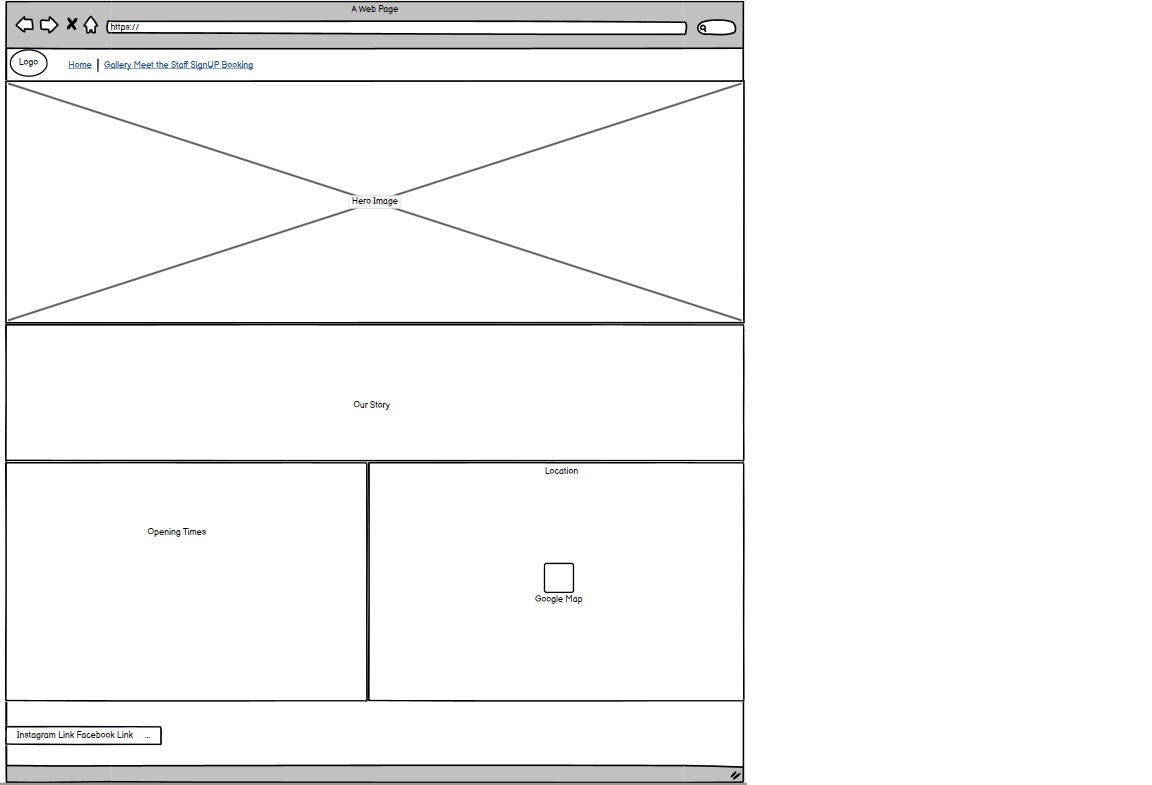 A Web Page
https://
Logo
Home | Gallery Meet the Staff SignUP Booking
Hero Image
Our Story
Opening Times
Location
Google Map
Instagram Link Facebook Link ...